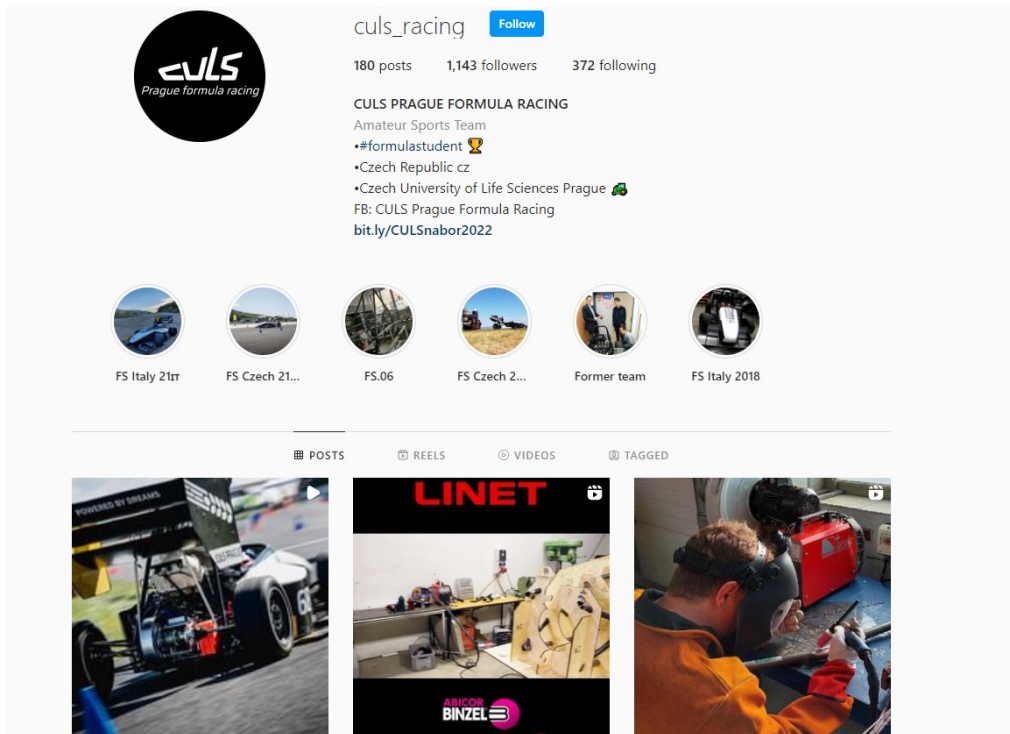 culs_racing
Follow
culs
Prague formula racing
180 posts 1,143 followers 372 following
CULS PRAGUE FORMULA RACING
Amateur Sports Team
•#formulastudent 🏆
•Czech Republic cz
•Czech University of Life Sciences Prague 🚜
FB: CULS Prague Formula Racing
bit.ly/CULSnabor2022
FS Italy 21IT
FS Czech 21...
FS.06
FS Czech 2...
Former team
FS Italy 2018
POSTS
REELS
VIDEOS
TAGGED
POWERED BY DREAMS
LINET
ABICOR
BINZEL